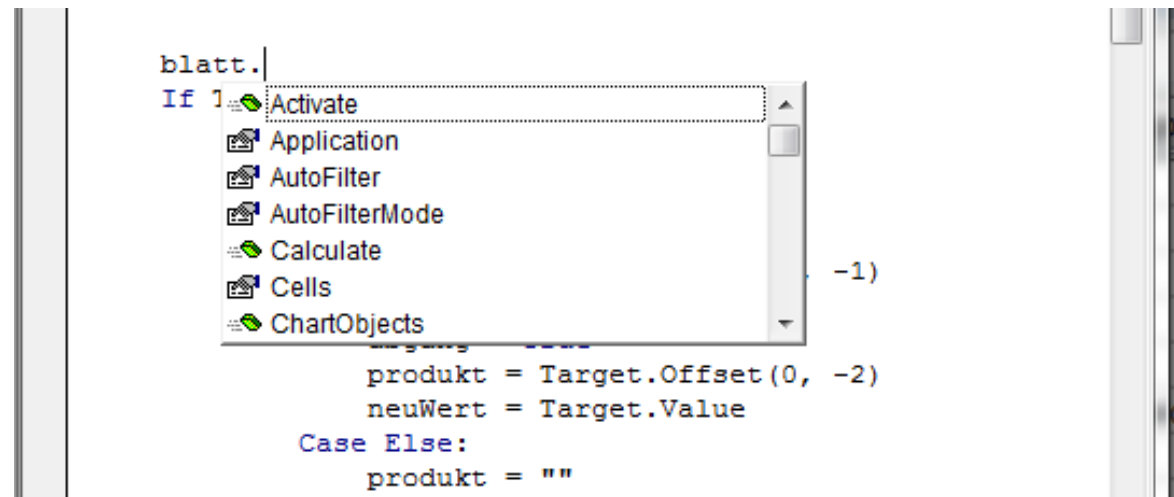 blatt.
If
Activate
Application
AutoFilter
AutoFilterMode
Calculate
Cells
-1)
ChartObjects
produkt = Target.Offset(0, -2)
neuWert = Target.Value
Case Else:
produkt = ""